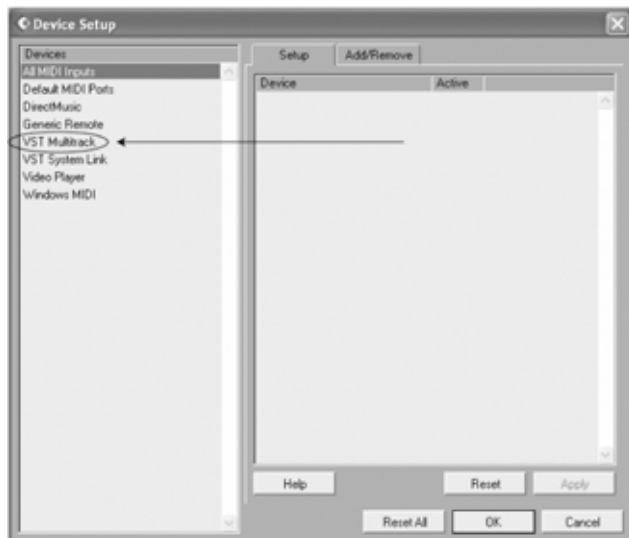 Device Setup
Devices
All MIDI Inputs
Default MIDI Ports
DirectMusic
Generic Remote
VST Multitrack
VST System Link
Video Player
Windows MIDI
Setup
Add/Remove
Device
Active
Help
Reset
Apply
Reset All
OK
Cancel